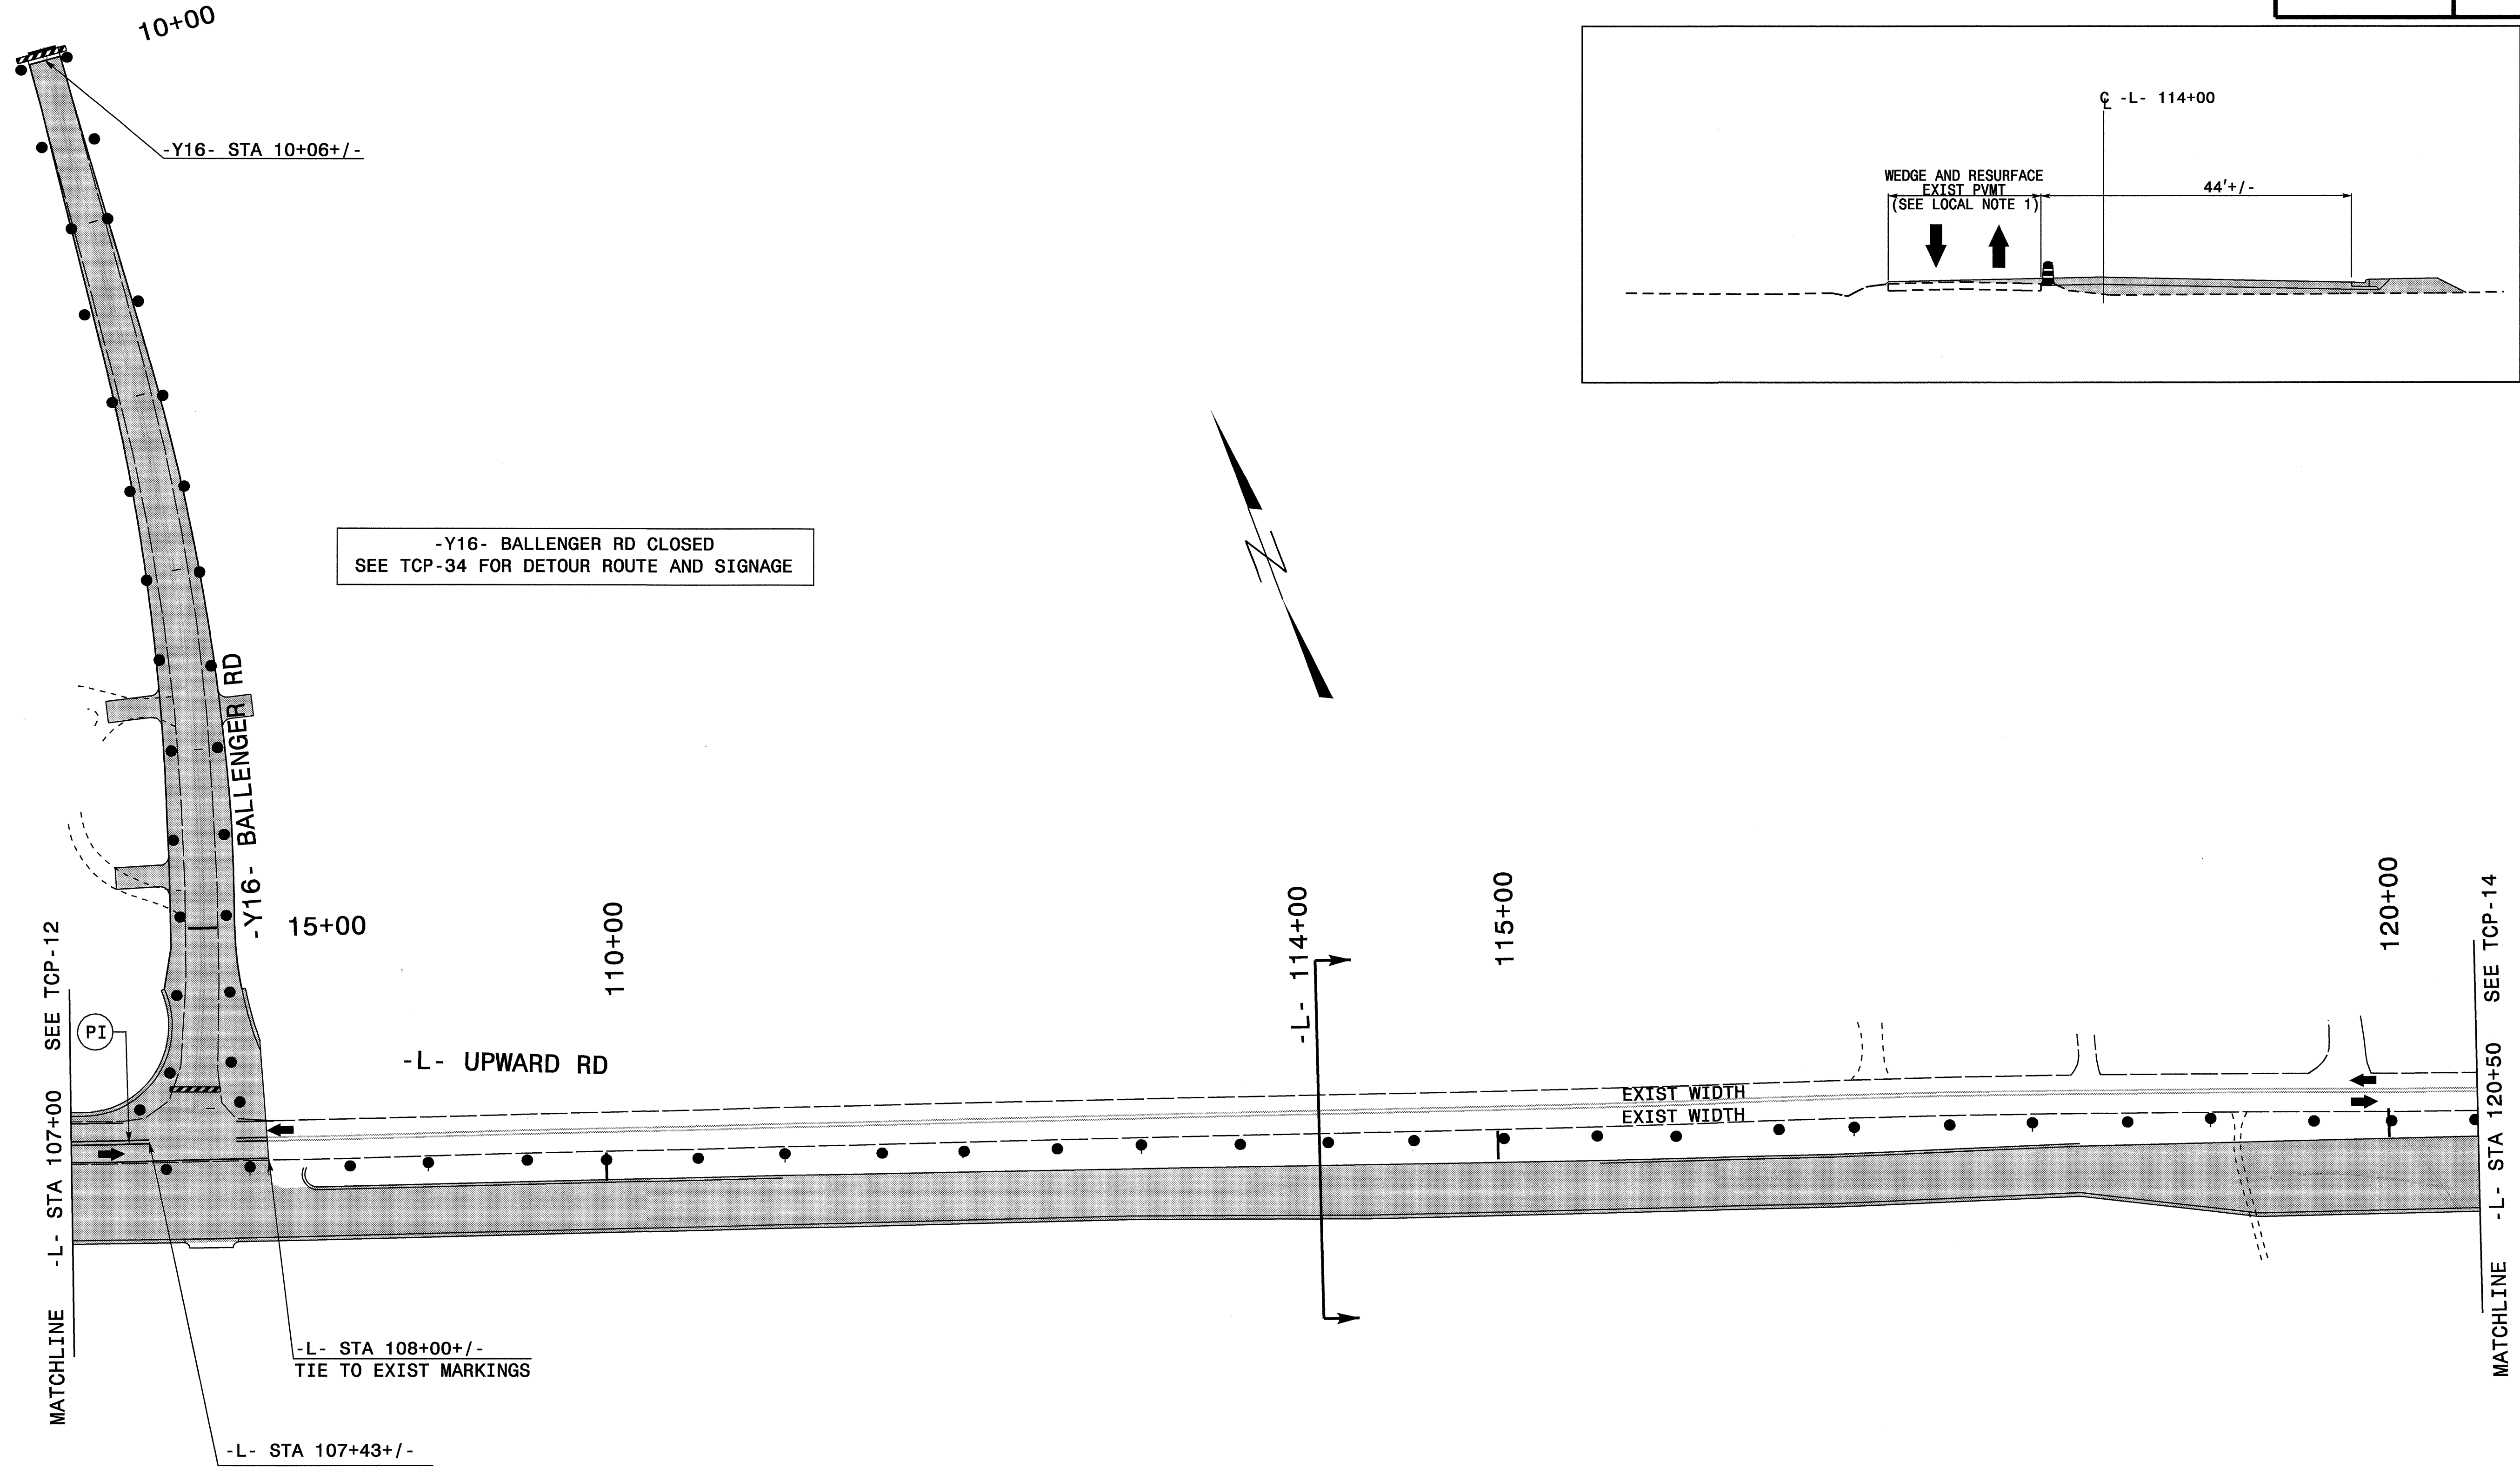 10+00
-Y16- STA 10+06+/-
℄ -L- 114+00
WEDGE AND RESURFACE
EXIST PVMT
(SEE LOCAL NOTE 1)
44'+/-
-Y16- BALLENGER RD CLOSED
SEE TCP-34 FOR DETOUR ROUTE AND SIGNAGE
-Y16- BALLENGER RD
15+00
110+00
-L- 114+00
115+00
120+00
PI
-L- UPWARD RD
EXIST WIDTH
EXIST WIDTH
MATCHLINE -L- STA 107+00 SEE TCP-12
MATCHLINE -L- STA 120+50 SEE TCP-14
-L- STA 108+00+/-
TIE TO EXIST MARKINGS
-L- STA 107+43+/-